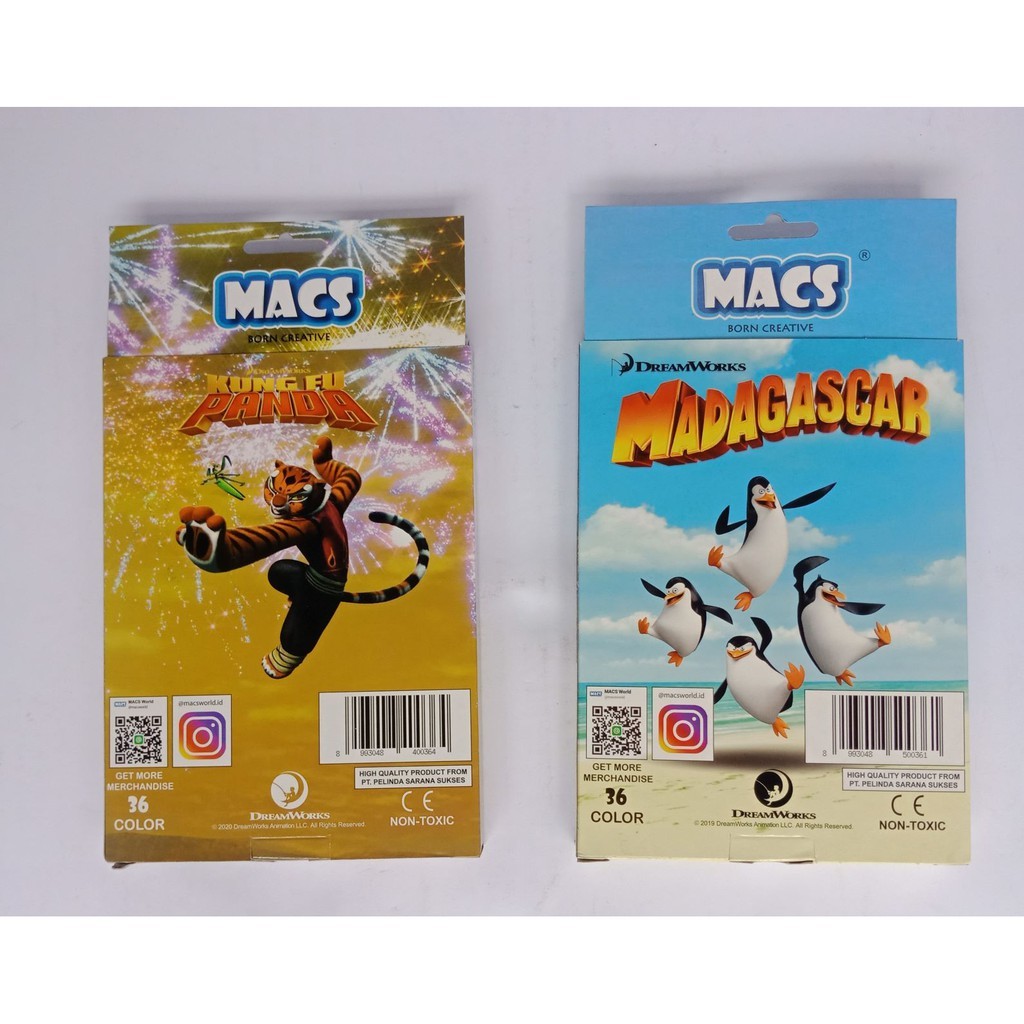 MACS
BORN CREATIVE
DREAMWORKS
KUNG FU
PANDA
MACS World
@macsworld
@macsworld.id
8 993048 400364
GET MORE
MERCHANDISE
36
COLOR
DREAMWORKS
HIGH QUALITY PRODUCT FROM
PT. PELINDA SARANA SUKSES
CE
NON-TOXIC
© 2020 DreamWorks Animation LLC. All Rights Reserved.
MACS ®
BORN CREATIVE
DREAMWORKS
MADAGASCAR
MACS World
@macsworld
@macsworld.id
8 993048 500361
GET MORE
MERCHANDISE
36
COLOR
DREAMWORKS
HIGH QUALITY PRODUCT FROM
PT. PELINDA SARANA SUKSES
CE
NON-TOXIC
© 2019 DreamWorks Animation LLC. All Rights Reserved.